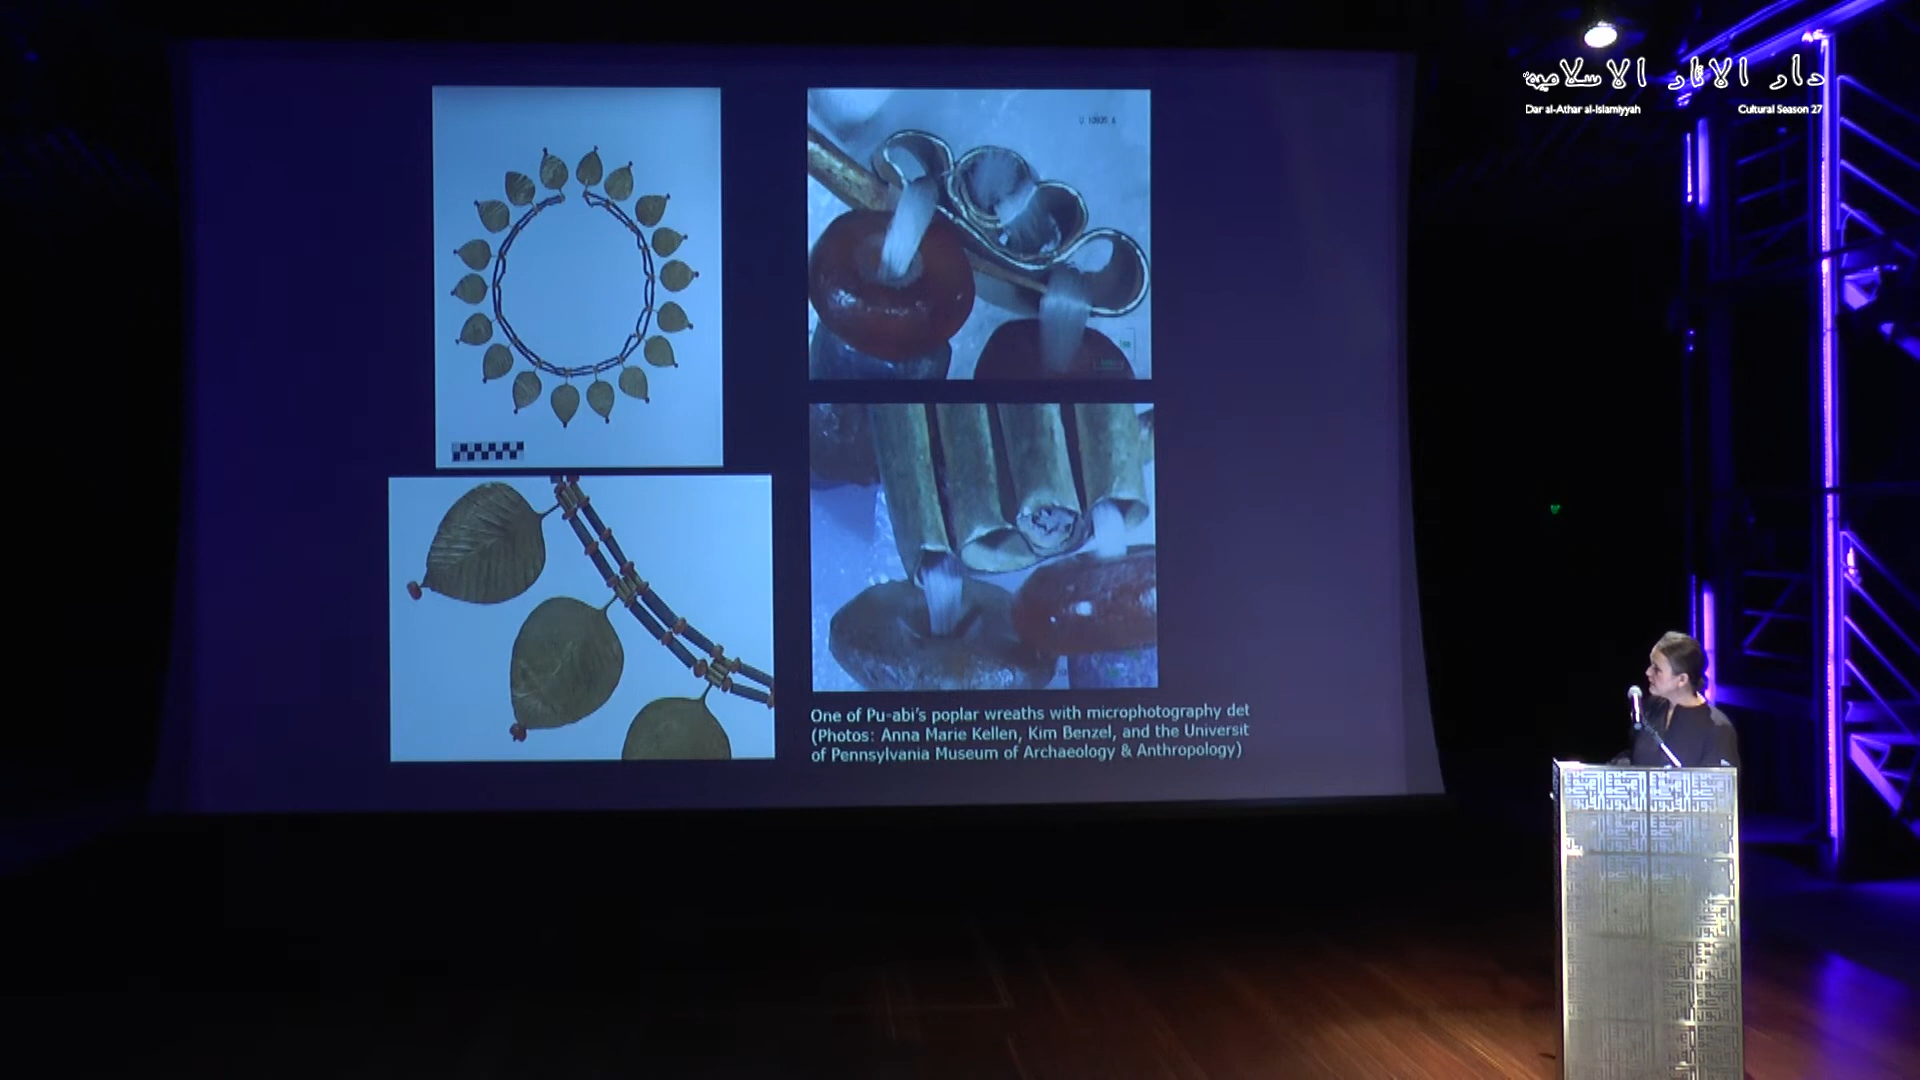 دار الآثار الاسلامية
Dar al-Athar al-Islamiyyah
Cultural Season 27
One of Pu-abi's poplar wreaths with microphotography det
(Photos: Anna Marie Kellen, Kim Benzel, and the Universit
of Pennsylvania Museum of Archaeology & Anthropology)